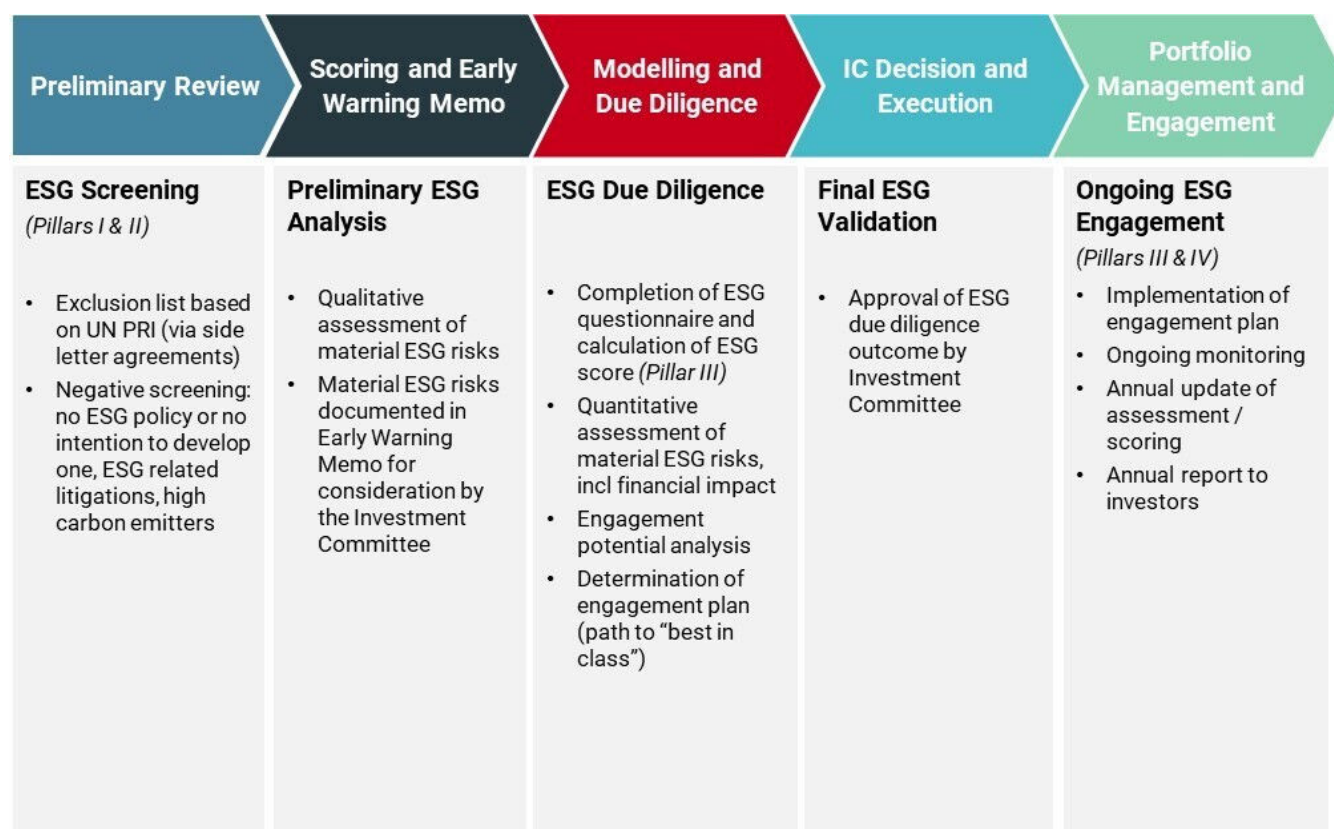 Preliminary Review
Scoring and Early
Warning Memo
Modelling and
Due Diligence
IC Decision and
Execution
Portfolio
Management and
Engagement
ESG Screening
(Pillars I & II)
• Exclusion list based
on UN PRI (via side
letter agreements)
• Negative screening:
no ESG policy or no
intention to develop
one, ESG related
litigations, high
carbon emitters
Preliminary ESG
Analysis
• Qualitative
assessment of
material ESG risks
• Material ESG risks
documented in
Early Warning
Memo for
consideration by
the Investment
Committee
ESG Due Diligence
• Completion of ESG
questionnaire and
calculation of ESG
score (Pillar III)
• Quantitative
assessment of
material ESG risks,
incl financial impact
• Engagement
potential analysis
• Determination of
engagement plan
(path to “best in
class”)
Final ESG
Validation
• Approval of ESG
due diligence
outcome by
Investment
Committee
Ongoing ESG
Engagement
(Pillars III & IV)
• Implementation of
engagement plan
• Ongoing monitoring
• Annual update of
assessment /
scoring
• Annual report to
investors